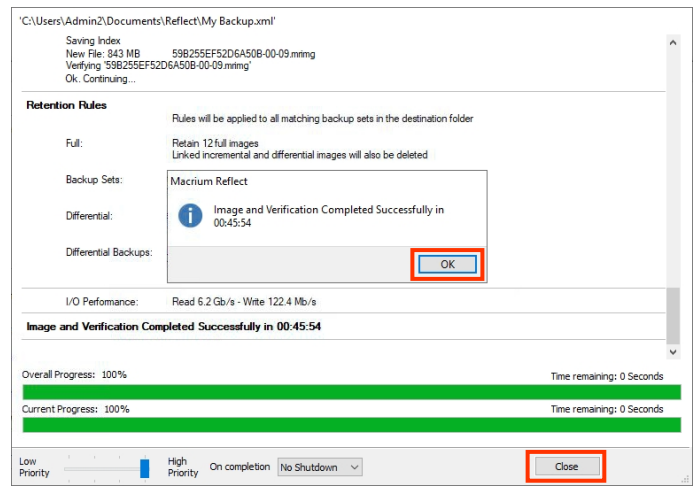 'C:\Users\Admin2\Documents\Reflect\My Backup.xml'
Saving Index
New File: 843 MB 59B255EF52D6A50B-00-09.mrimg
Verifying '59B255EF52D6A50B-00-09.mrimg'
Ok. Continuing...
Retention Rules
Rules will be applied to all matching backup sets in the destination folder
Full: Retain 12 full images
Linked incremental and differential images will also be deleted
Backup Sets:
Macrium Reflect
Differential:
Image and Verification Completed Successfully in
00:45:54
Differential Backups:
OK
I/O Performance: Read 6.2 Gb/s - Write 122.4 Mb/s
Image and Verification Completed Successfully in 00:45:54
Overall Progress: 100% Time remaining: 0 Seconds
Current Progress: 100% Time remaining: 0 Seconds
Low
Priority
High
Priority
On completion No Shutdown
Close